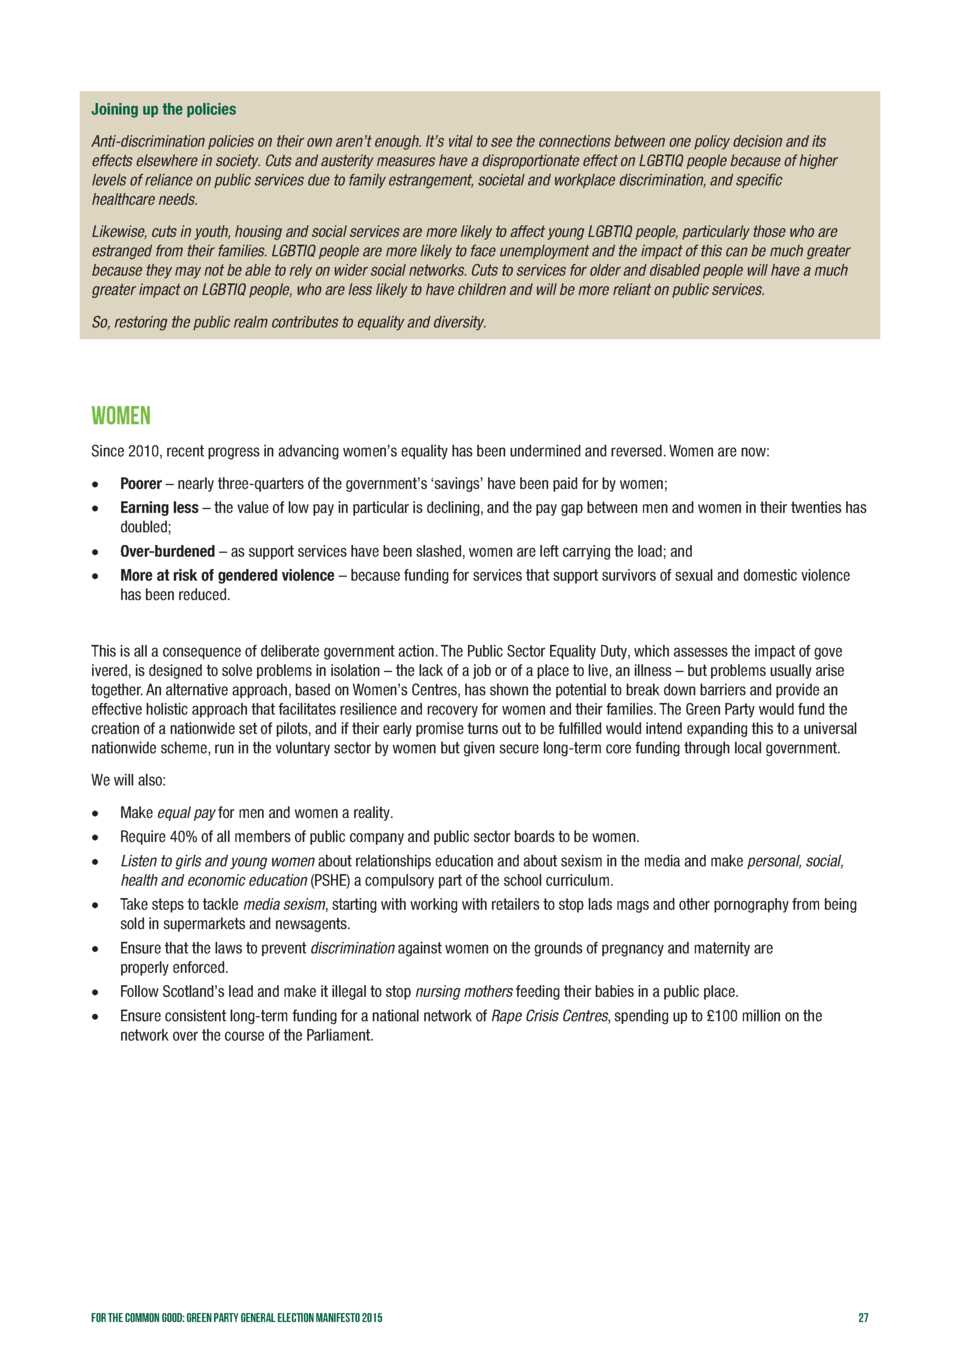 Joining up the policies
Anti-discrimination policies on their own aren’t enough. It’s vital to see the connections between one policy decision and its
effects elsewhere in society. Cuts and austerity measures have a disproportionate effect on LGBTIQ people because of higher
levels of reliance on public services due to family estrangement, societal and workplace discrimination, and specific
healthcare needs.
Likewise, cuts in youth, housing and social services are more likely to affect young LGBTIQ people, particularly those who are
estranged from their families. LGBTIQ people are more likely to face unemployment and the impact of this can be much greater
because they may not be able to rely on wider social networks. Cuts to services for older and disabled people will have a much
greater impact on LGBTIQ people, who are less likely to have children and will be more reliant on public services.
So, restoring the public realm contributes to equality and diversity.
WOMEN
Since 2010, recent progress in advancing women’s equality has been undermined and reversed. Women are now:
• Poorer – nearly three-quarters of the government’s ‘savings’ have been paid for by women;
• Earning less – the value of low pay in particular is declining, and the pay gap between men and women in their twenties has
doubled;
• Over-burdened – as support services have been slashed, women are left carrying the load; and
• More at risk of gendered violence – because funding for services that support survivors of sexual and domestic violence
has been reduced.
This is all a consequence of deliberate government action. The Public Sector Equality Duty, which assesses the impact of gove
ivered, is designed to solve problems in isolation – the lack of a job or of a place to live, an illness – but problems usually arise
together. An alternative approach, based on Women’s Centres, has shown the potential to break down barriers and provide an
effective holistic approach that facilitates resilience and recovery for women and their families. The Green Party would fund the
creation of a nationwide set of pilots, and if their early promise turns out to be fulfilled would intend expanding this to a universal
nationwide scheme, run in the voluntary sector by women but given secure long-term core funding through local government.
We will also:
• Make equal pay for men and women a reality.
• Require 40% of all members of public company and public sector boards to be women.
• Listen to girls and young women about relationships education and about sexism in the media and make personal, social,
health and economic education (PSHE) a compulsory part of the school curriculum.
• Take steps to tackle media sexism, starting with working with retailers to stop lads mags and other pornography from being
sold in supermarkets and newsagents.
• Ensure that the laws to prevent discrimination against women on the grounds of pregnancy and maternity are
properly enforced.
• Follow Scotland’s lead and make it illegal to stop nursing mothers feeding their babies in a public place.
• Ensure consistent long-term funding for a national network of Rape Crisis Centres, spending up to £100 million on the
network over the course of the Parliament.
FOR THE COMMON GOOD: GREEN PARTY GENERAL ELECTION MANIFESTO 2015 27